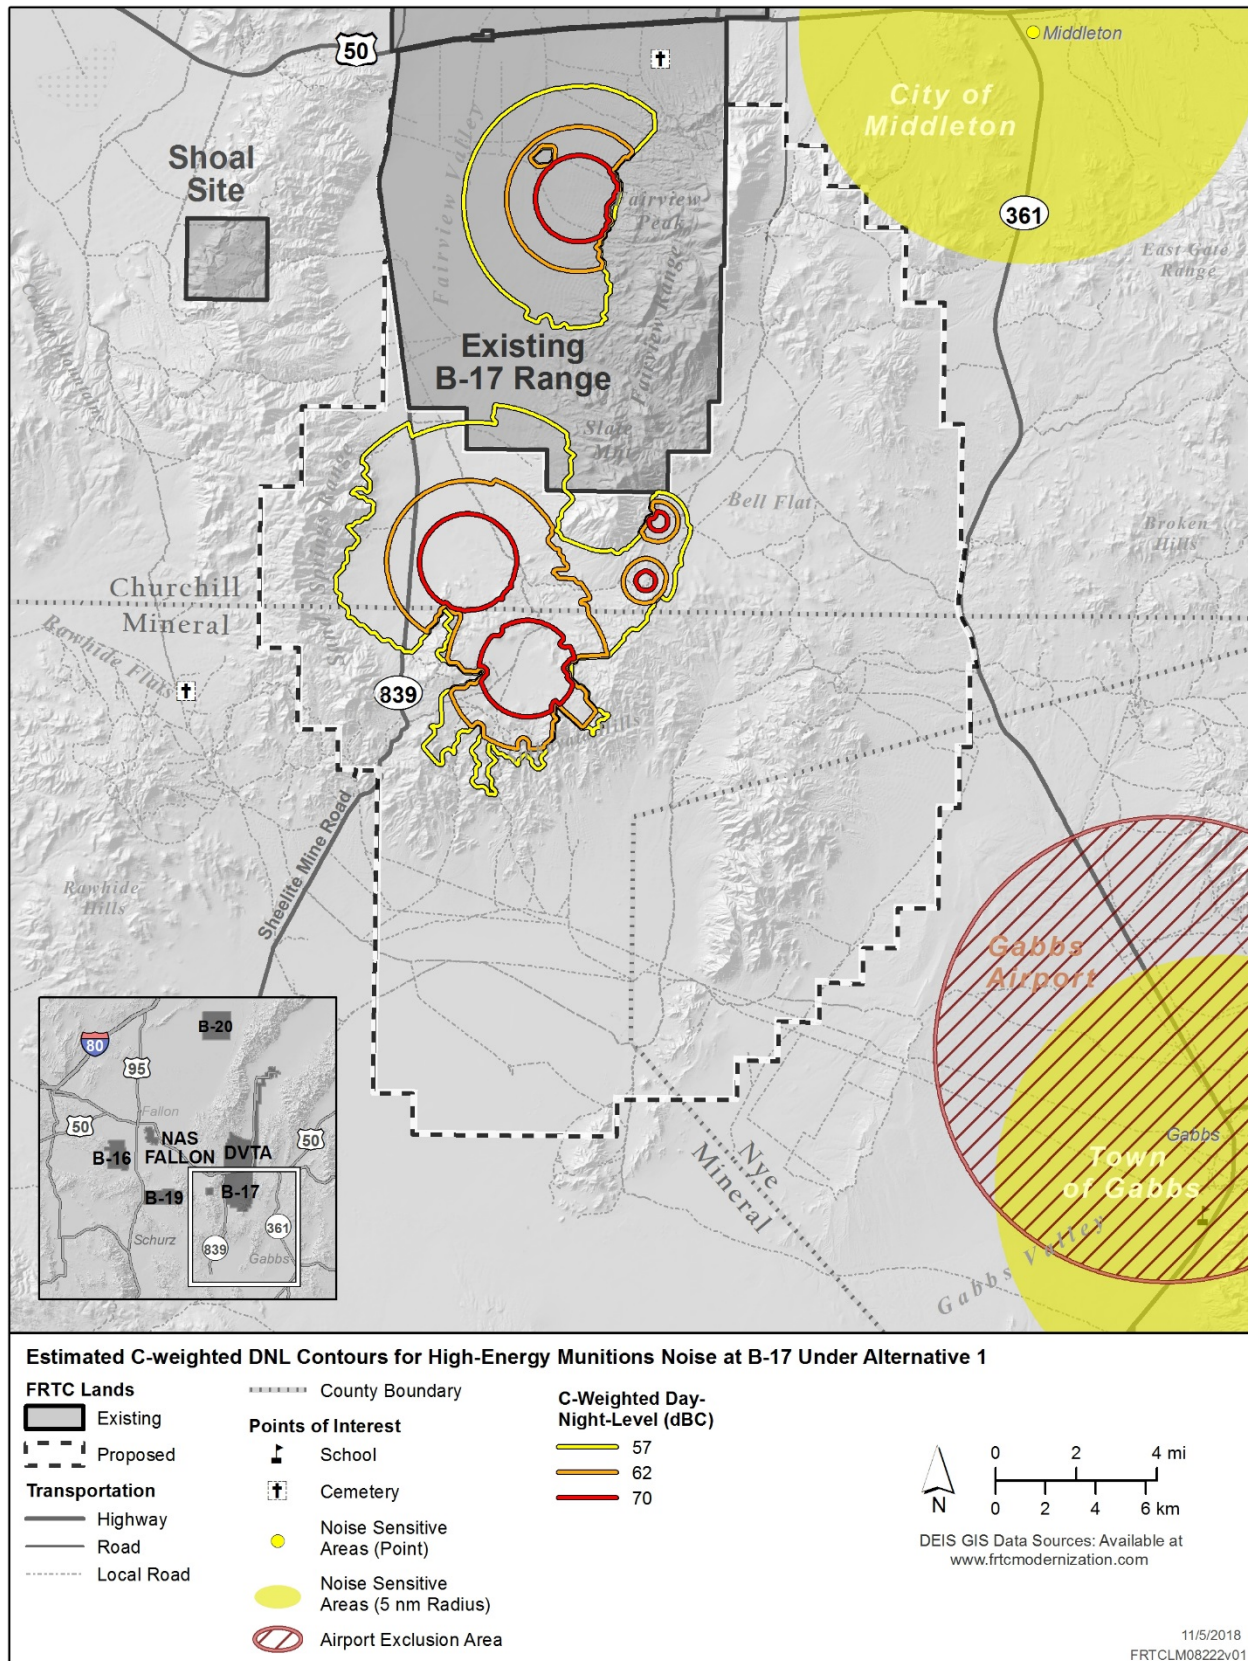 50
Middleton
City of
Middleton
Shoal
Site
Fairview Valley
Fairview
Peak
361
East Gate
Range
Fairview Range
Existing
B-17 Range
Slate
Mtn
Bell Flat
Broken
Hills
Churchill
Mineral
Rawhide Flats
839
Sheelite Mine Road
Rawhide
Hills
Gabbs
Airport
Gabbs
Town
of Gabbs
Nye
Mineral
Gabbs Valley
B-20
80
95
Fallon
50
NAS
FALLON
DVTA
50
B-16
B-19
B-17
Schurz
361
839
Gabbs
Estimated C-weighted DNL Contours for High-Energy Munitions Noise at B-17 Under Alternative 1
FRTC Lands
Existing
Proposed
Transportation
Highway
Road
Local Road
County Boundary
Points of Interest
School
Cemetery
Noise Sensitive
Areas (Point)
Noise Sensitive
Areas (5 nm Radius)
Airport Exclusion Area
C-Weighted Day-
Night-Level (dBC)
57
62
70
N
0 2 4 mi
0 2 4 6 km
DEIS GIS Data Sources: Available at
www.frtcmodernization.com
11/5/2018
FRTCLM08222v01